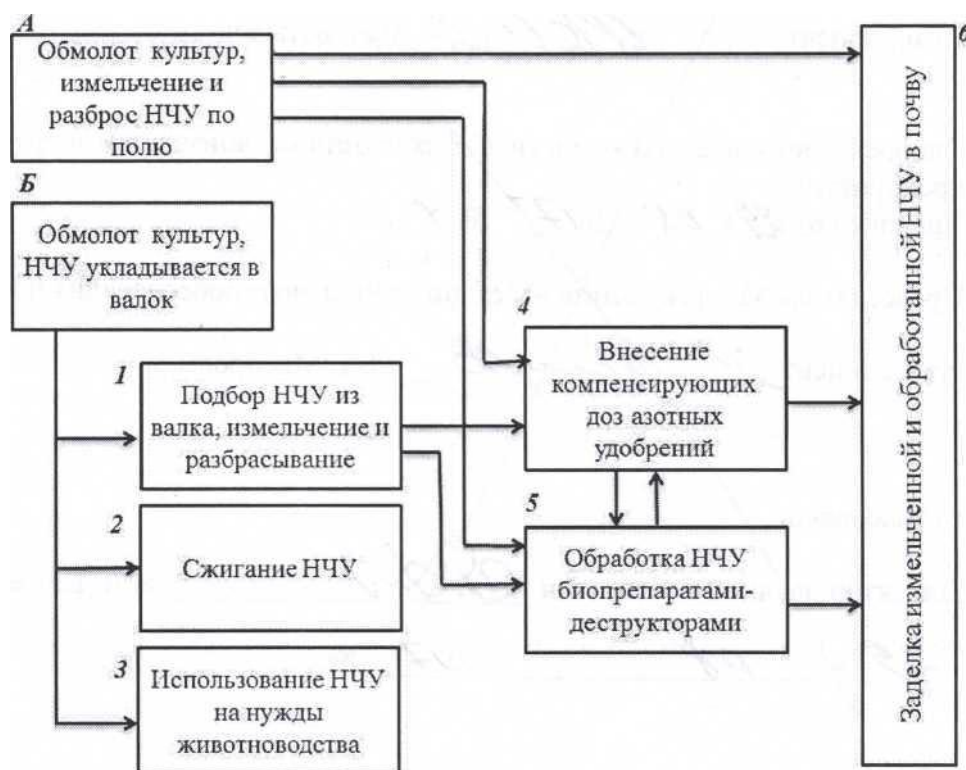 А
Обмолот культур,
измельчение и
разброс НЧУ по
полю
Б
Обмолот культур,
НЧУ укладывается в
валок
1
Подбор НЧУ из
валка, измельчение и
разбрасывание
2
Сжигание НЧУ
3
Использование НЧУ
на нужды
животноводства
4
Внесение
компенсирующих
доз азотных
удобрений
5
Обработка НЧУ
биопрепаратами-
деструкторами
6
Заделка измельченной и обработанной НЧУ в почву